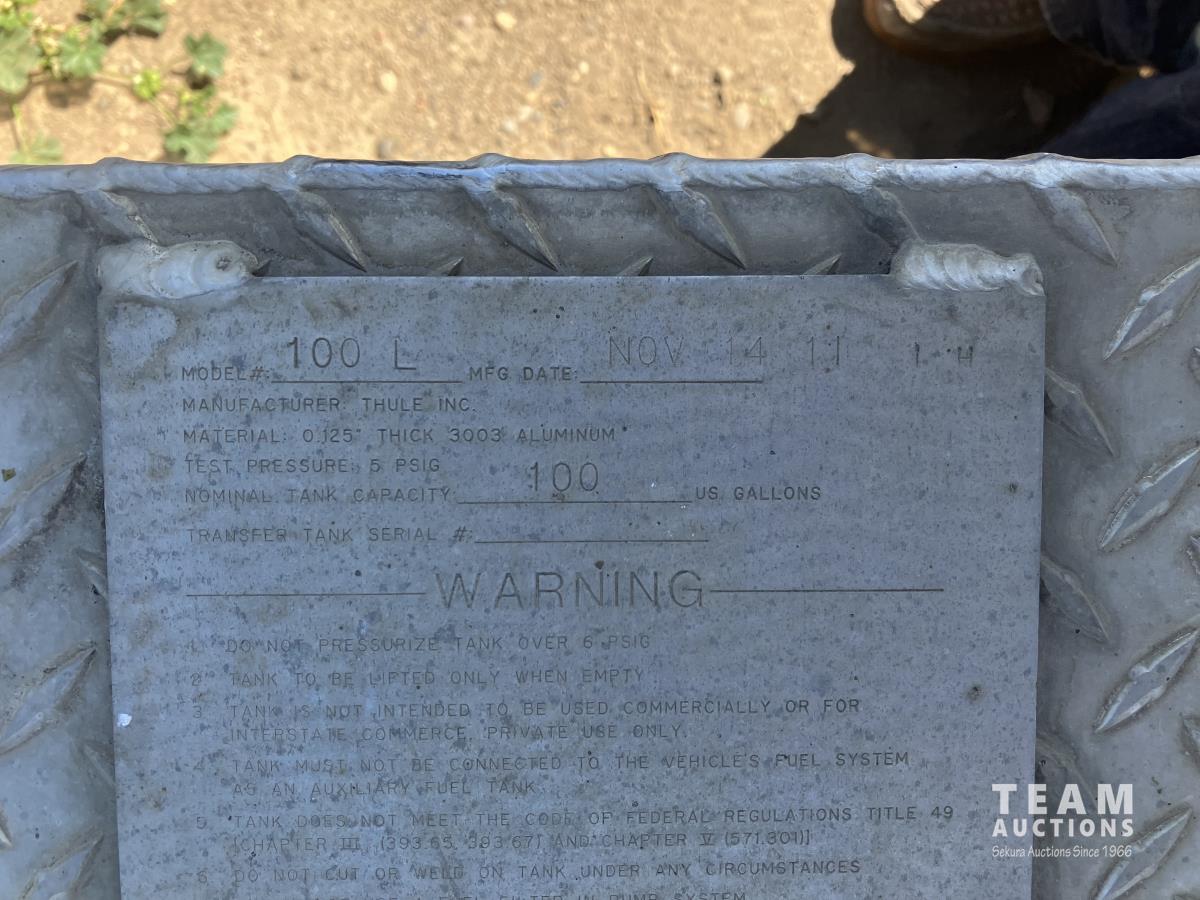 MODEL#: 100 L MFG DATE: NOV 14 11 1 H
MANUFACTURER: THULE INC.
MATERIAL: 0.125" THICK 3003 ALUMINUM
TEST PRESSURE: 5 PSIG
NOMINAL TANK CAPACITY: 100 US GALLONS
TRANSFER TANK SERIAL #:
WARNING
1 DO NOT PRESSURIZE TANK OVER 6 PSIG
2 TANK TO BE LIFTED ONLY WHEN EMPTY
3 TANK IS NOT INTENDED TO BE USED COMMERCIALLY OR FOR
INTERSTATE COMMERCE, PRIVATE USE ONLY.
4 TANK MUST NOT BE CONNECTED TO THE VEHICLE'S FUEL SYSTEM
AS AN AUXILIARY FUEL TANK
5 TANK DOES NOT MEET THE CODE OF FEDERAL REGULATIONS TITLE 49
[CHAPTER III, (393.65, 393.67) AND CHAPTER V (571.301)]
6 DO NOT CUT OR WELD ON TANK UNDER ANY CIRCUMSTANCES
FUEL FILTER IN PUMP SYSTEM
TEAM
AUCTIONS
Sekura Auctions Since 1966